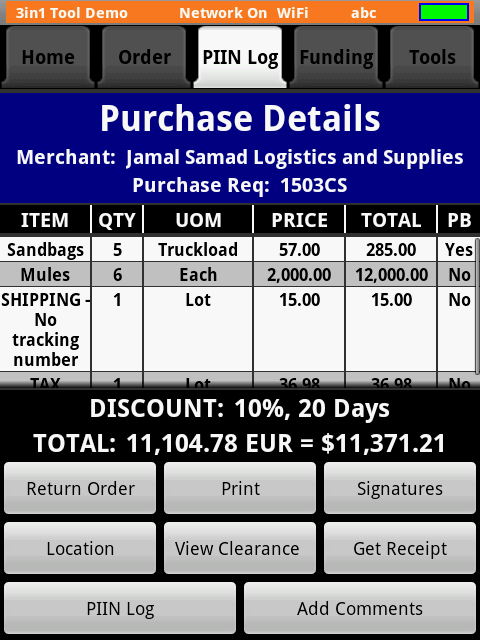 3in1 Tool Demo Network On WiFi abc
Home Order PIIN Log Funding Tools
Purchase Details
Merchant: Jamal Samad Logistics and Supplies
Purchase Req: 1503CS
ITEM QTY UOM PRICE TOTAL PB
Sandbags 5 Truckload 57.00 285.00 Yes
Mules 6 Each 2,000.00 12,000.00 No
SHIPPING - 1 Lot 15.00 15.00 No
No
tracking
number
TAX 1 Lot 36.98 36.98 No
DISCOUNT: 10%, 20 Days
TOTAL: 11,104.78 EUR = $11,371.21
Return Order Print Signatures
Location View Clearance Get Receipt
PIIN Log Add Comments